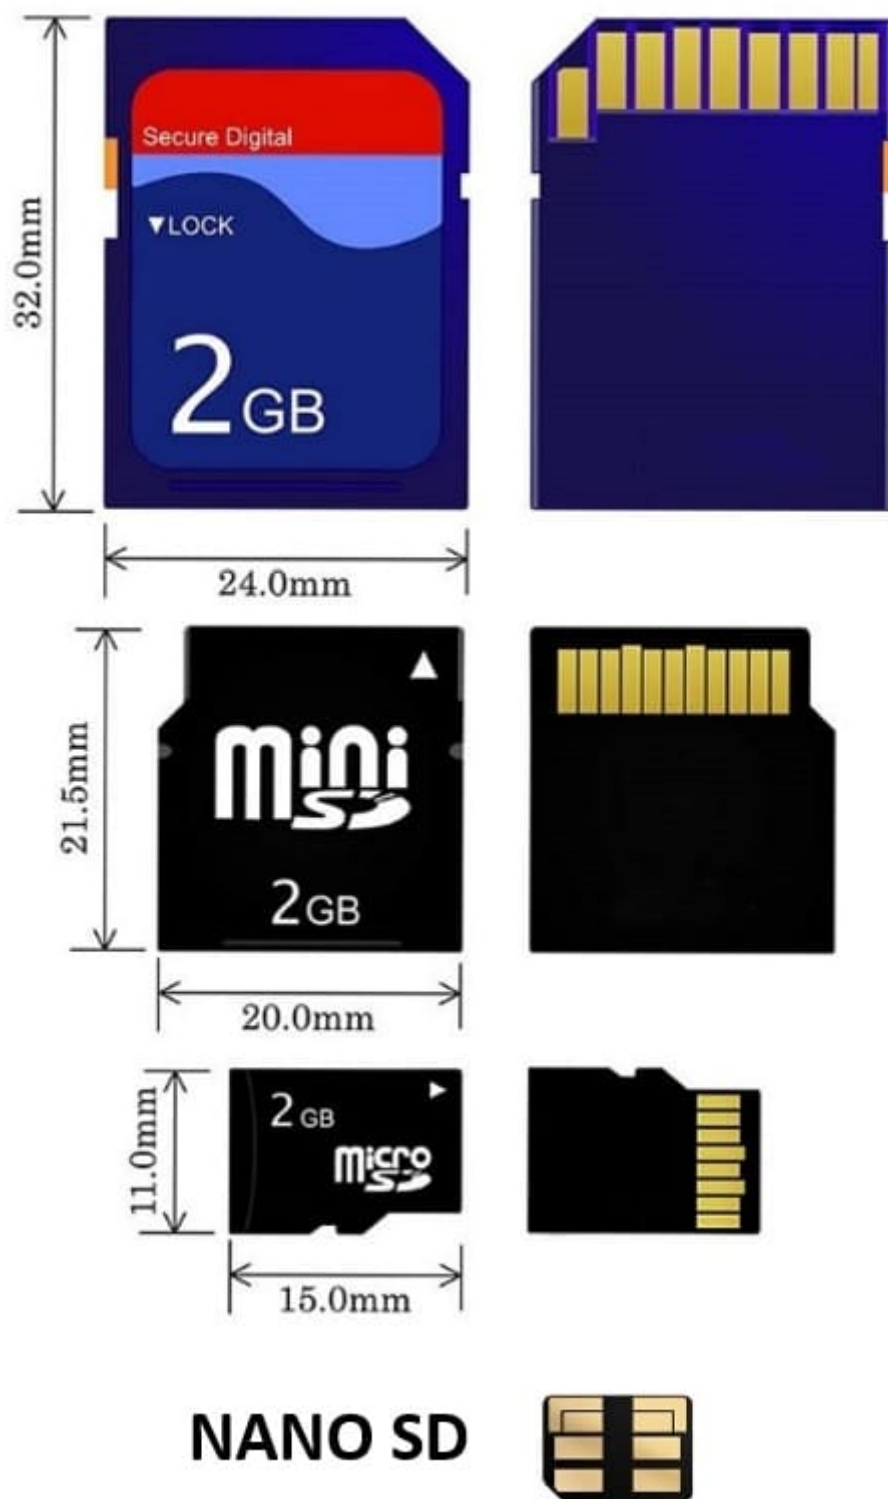 Secure Digital
▼LOCK
2GB
32.0mm
24.0mm
mini
SD
2GB
21.5mm
20.0mm
2GB
micro
SD
11.0mm
15.0mm
NANO SD